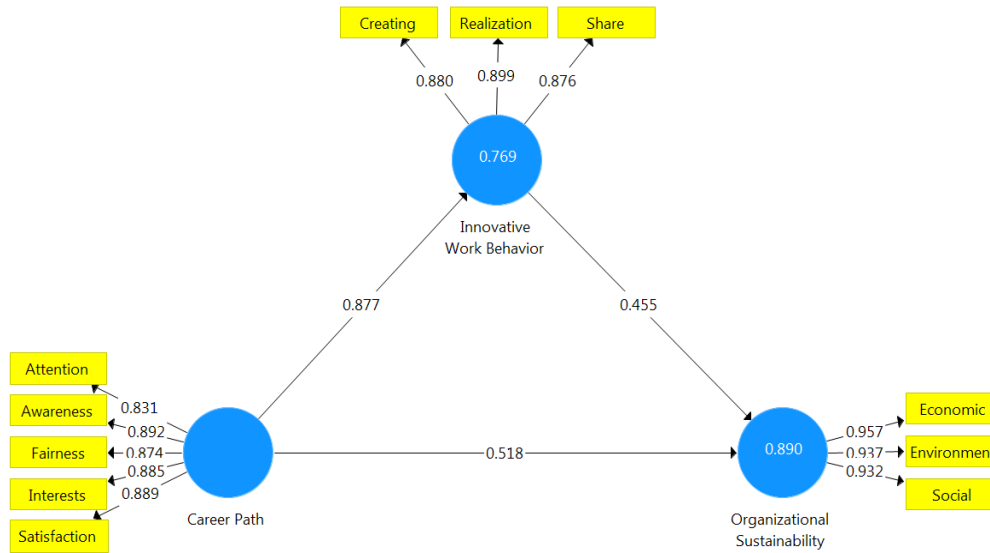 Creating
Realization
Share
0.880
0.899
0.876
0.769
Innovative
Work Behavior
0.877
0.455
Attention
Awareness
Fairness
Interests
Satisfaction
0.831
0.892
0.874
0.885
0.889
Career Path
0.518
0.890
Organizational
Sustainability
0.957
0.937
0.932
Economic
Environmen
Social